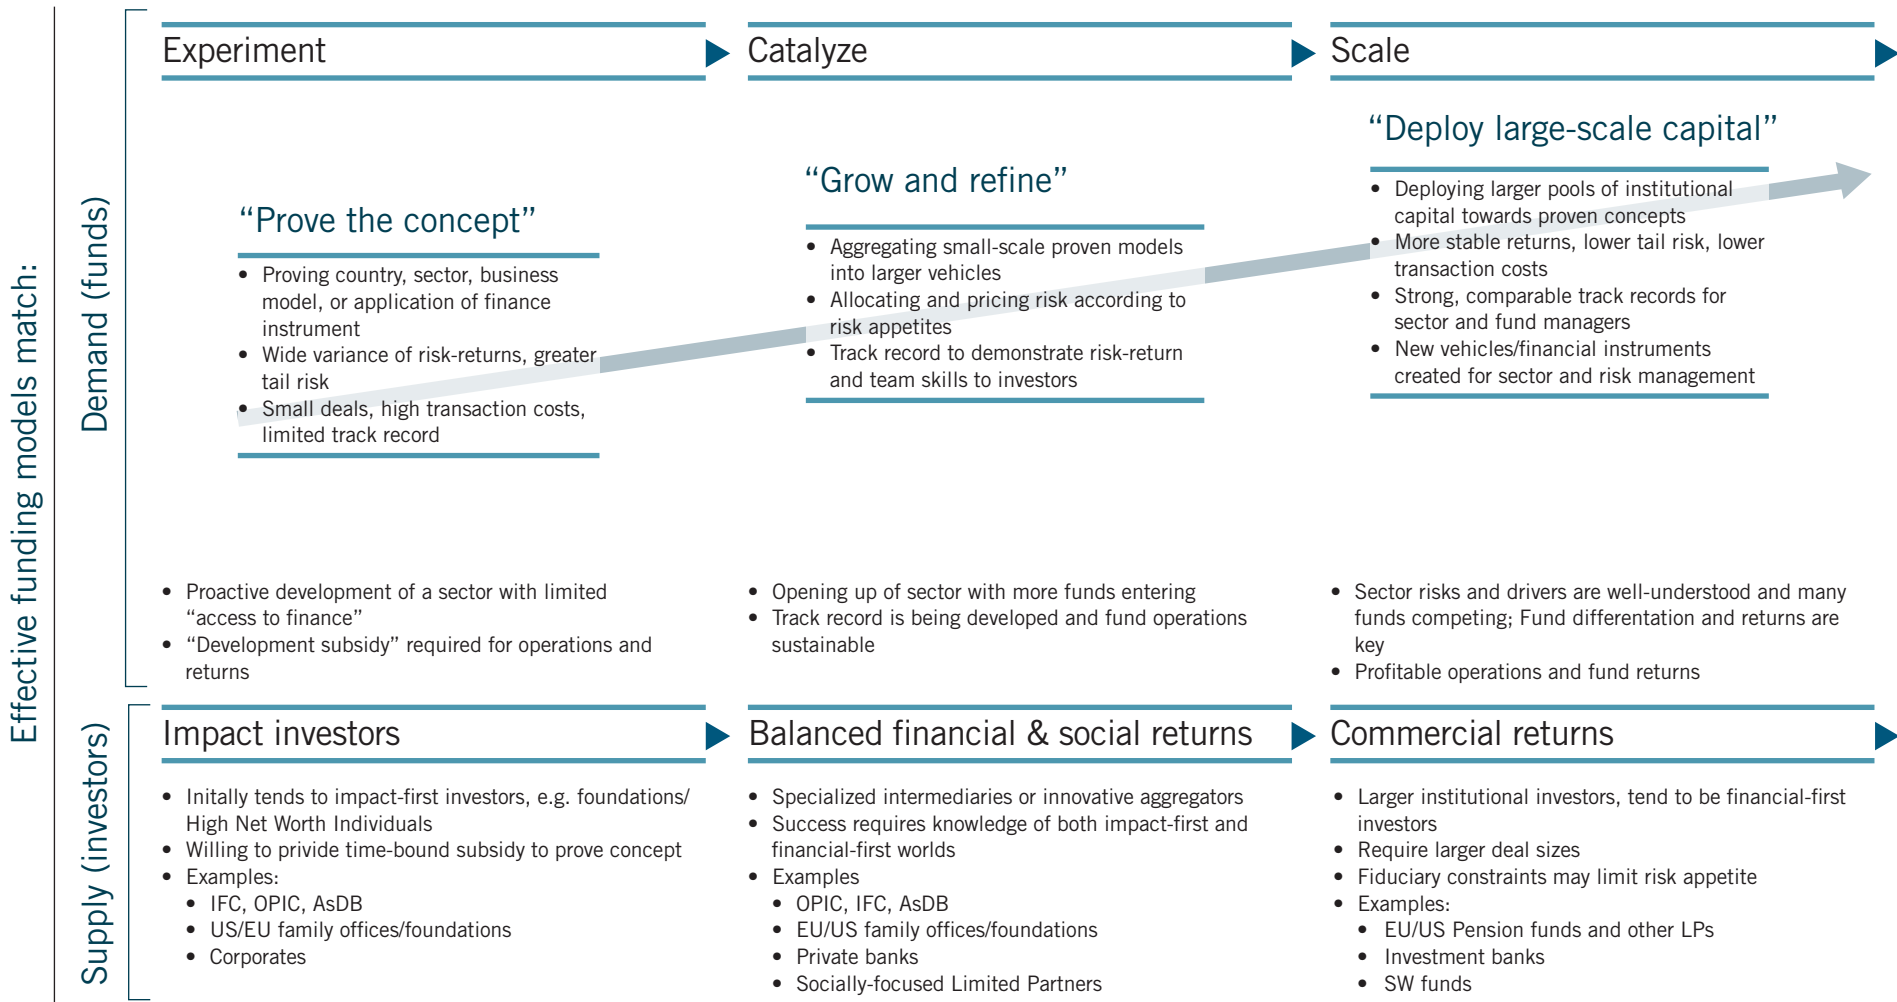 Effective funding models match:
Demand (funds)
Experiment
Catalyze
Scale
“Prove the concept”
• Proving country, sector, business
model, or application of finance
instrument
• Wide variance of risk-returns, greater
tail risk
• Small deals, high transaction costs,
limited track record
“Grow and refine”
• Aggregating small-scale proven models
into larger vehicles
• Allocating and pricing risk according to
risk appetites
• Track record to demonstrate risk-return
and team skills to investors
“Deploy large-scale capital”
• Deploying larger pools of institutional
capital towards proven concepts
• More stable returns, lower tail risk, lower
transaction costs
• Strong, comparable track records for
sector and fund managers
• New vehicles/financial instruments
created for sector and risk management
• Proactive development of a sector with limited
“access to finance”
• “Development subsidy” required for operations and
returns
• Opening up of sector with more funds entering
• Track record is being developed and fund operations
sustainable
• Sector risks and drivers are well-understood and many
funds competing; Fund differentation and returns are
key
• Profitable operations and fund returns
Supply (investors)
Impact investors
Balanced financial & social returns
Commercial returns
• Initally tends to impact-first investors, e.g. foundations/
High Net Worth Individuals
• Willing to privide time-bound subsidy to prove concept
• Examples:
• IFC, OPIC, AsDB
• US/EU family offices/foundations
• Corporates
• Specialized intermediaries or innovative aggregators
• Success requires knowledge of both impact-first and
financial-first worlds
• Examples
• OPIC, IFC, AsDB
• EU/US family offices/foundations
• Private banks
• Socially-focused Limited Partners
• Larger institutional investors, tend to be financial-first
investors
• Require larger deal sizes
• Fiduciary constraints may limit risk appetite
• Examples:
• EU/US Pension funds and other LPs
• Investment banks
• SW funds